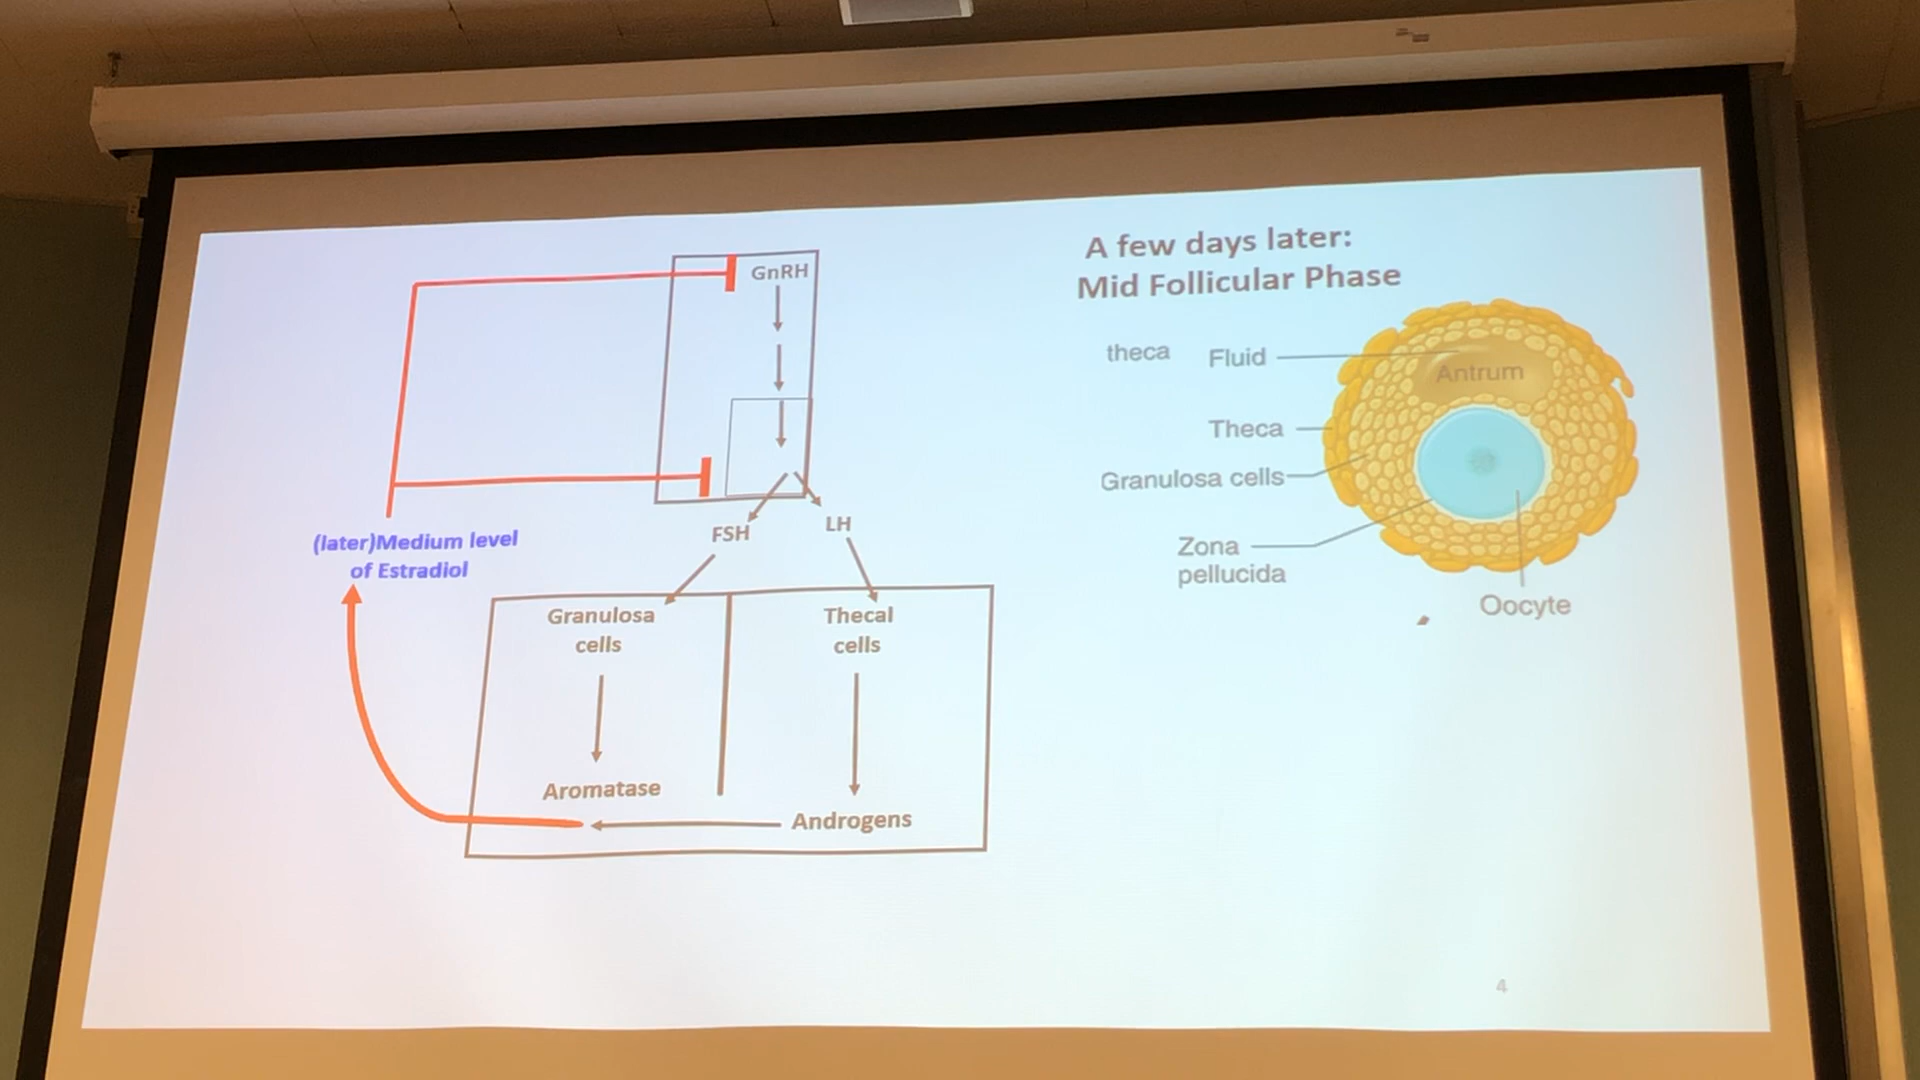 GnRH
FSH
LH
(later)Medium level
of Estradiol
Granulosa
cells
Thecal
cells
Aromatase
Androgens
A few days later:
Mid Follicular Phase
theca
Fluid
Antrum
Theca
Granulosa cells
Zona
pellucida
Oocyte
4